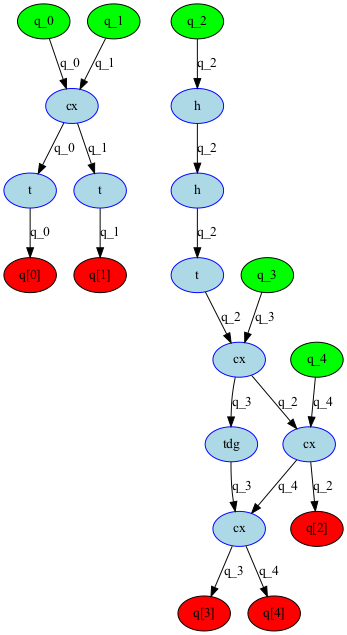 q_0 q_1 q_2
q_0 q_1 q_2
cx h
q_0 q_1 q_2
t t h
q_0 q_1 q_2
q[0] q[1] t q_3
q_2 q_3
cx q_4
q_3 q_2 q_4
tdg cx
q_3 q_4 q_2
cx q[2]
q_3 q_4
q[3] q[4]